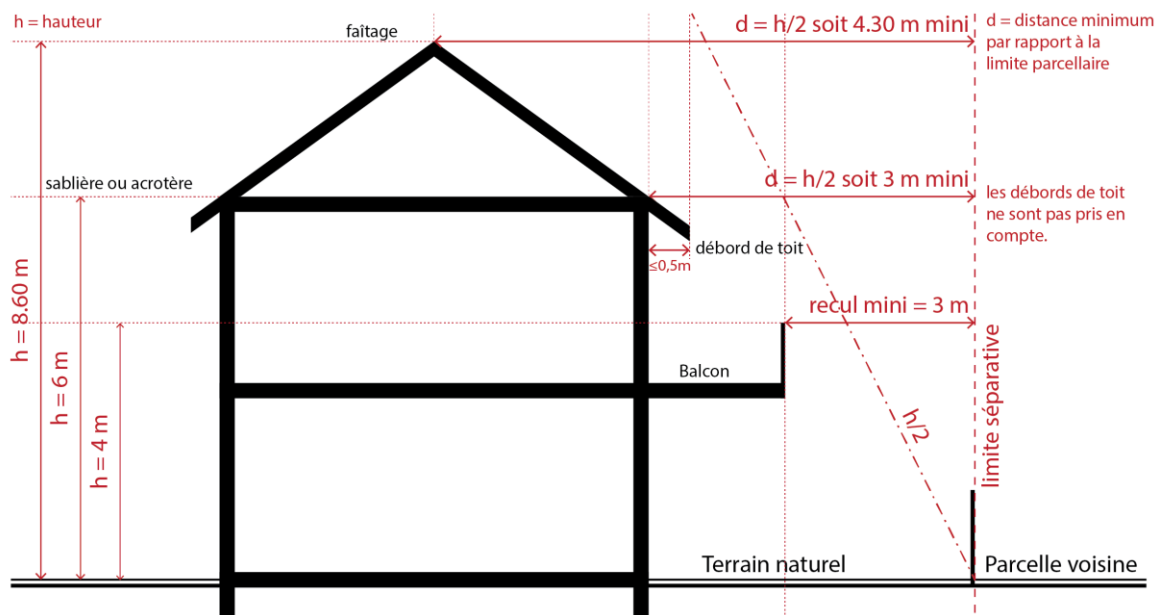 h = hauteur
faîtage
d = h/2 soit 4.30 m mini
d = distance minimum
par rapport à la
limite parcellaire
sablière ou acrotère
d = h/2 soit 3 m mini
les débords de toit
ne sont pas pris en
compte.
débord de toit
≤0,5m
h = 8.60 m
h = 6 m
h = 4 m
recul mini = 3 m
Balcon
h/2
limite séparative
Terrain naturel
Parcelle voisine